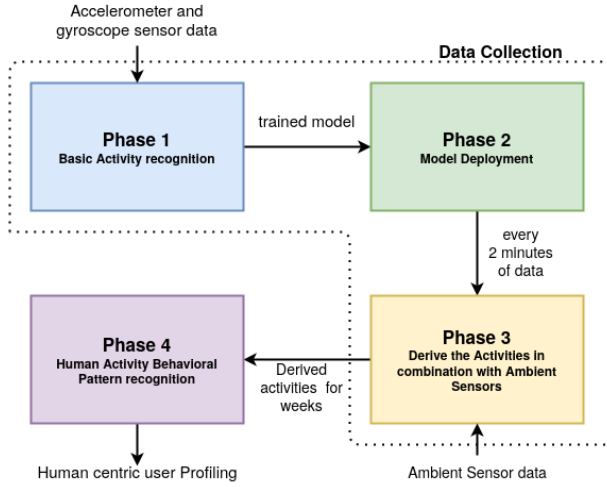 Accelerometer and
gyroscope sensor data
Data Collection
Phase 1
Basic Activity recognition
trained model
Phase 2
Model Deployment
every
2 minutes
of data
Phase 4
Human Activity Behavioral
Pattern recognition
Derived
activities for
weeks
Phase 3
Derive the Activities in
combination with Ambient
Sensors
Human centric user Profiling
Ambient Sensor data